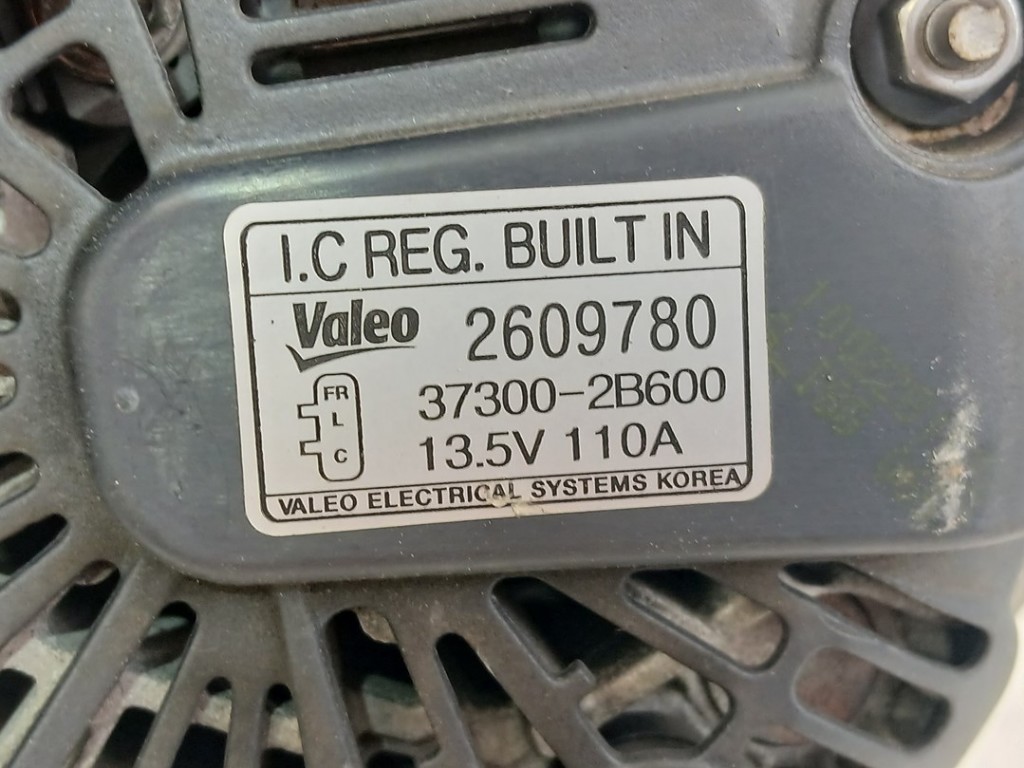 I.C REG. BUILT IN
Valeo 2609780
FR
L
C
37300-2B600
13.5V 110A
VALEO ELECTRICAL SYSTEMS KOREA